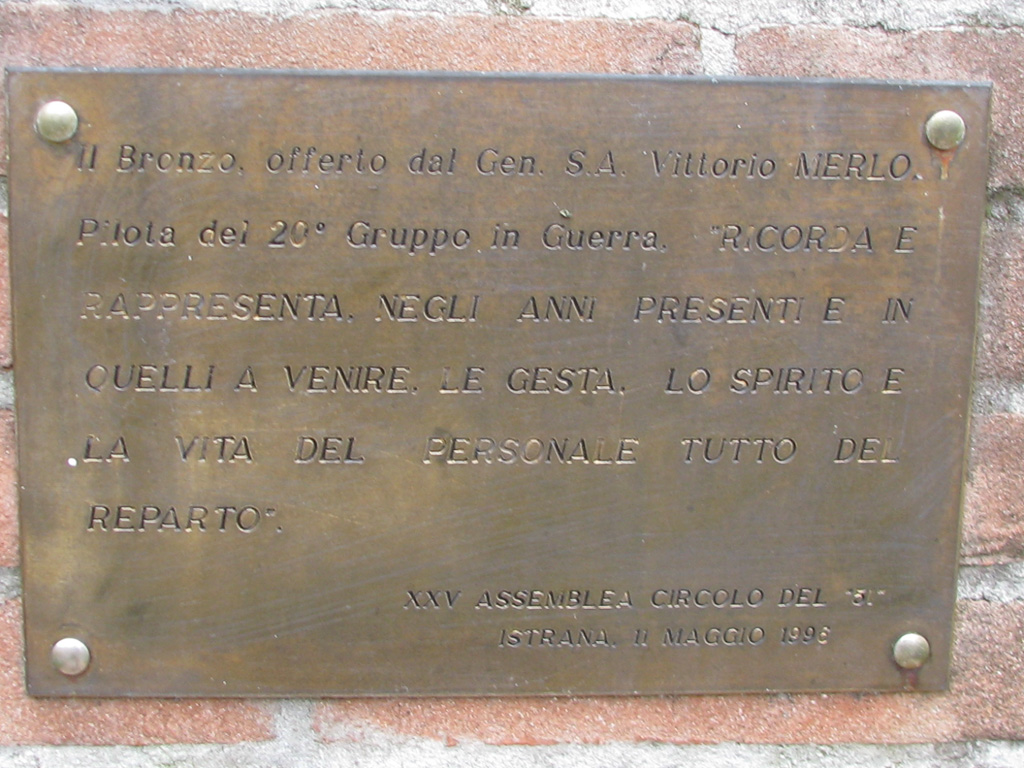 Il Bronzo, offerto dal Gen. S.A. Vittorio MERLO,
Pilota del 20° Gruppo in Guerra, "RICORDA E
RAPPRESENTA, NEGLI ANNI PRESENTI E IN
QUELLI A VENIRE, LE GESTA, LO SPIRITO E
LA VITA DEL PERSONALE TUTTO DEL
REPARTO".
XXV ASSEMBLEA CIRCOLO DEL "51"
ISTRANA, 11 MAGGIO 1996